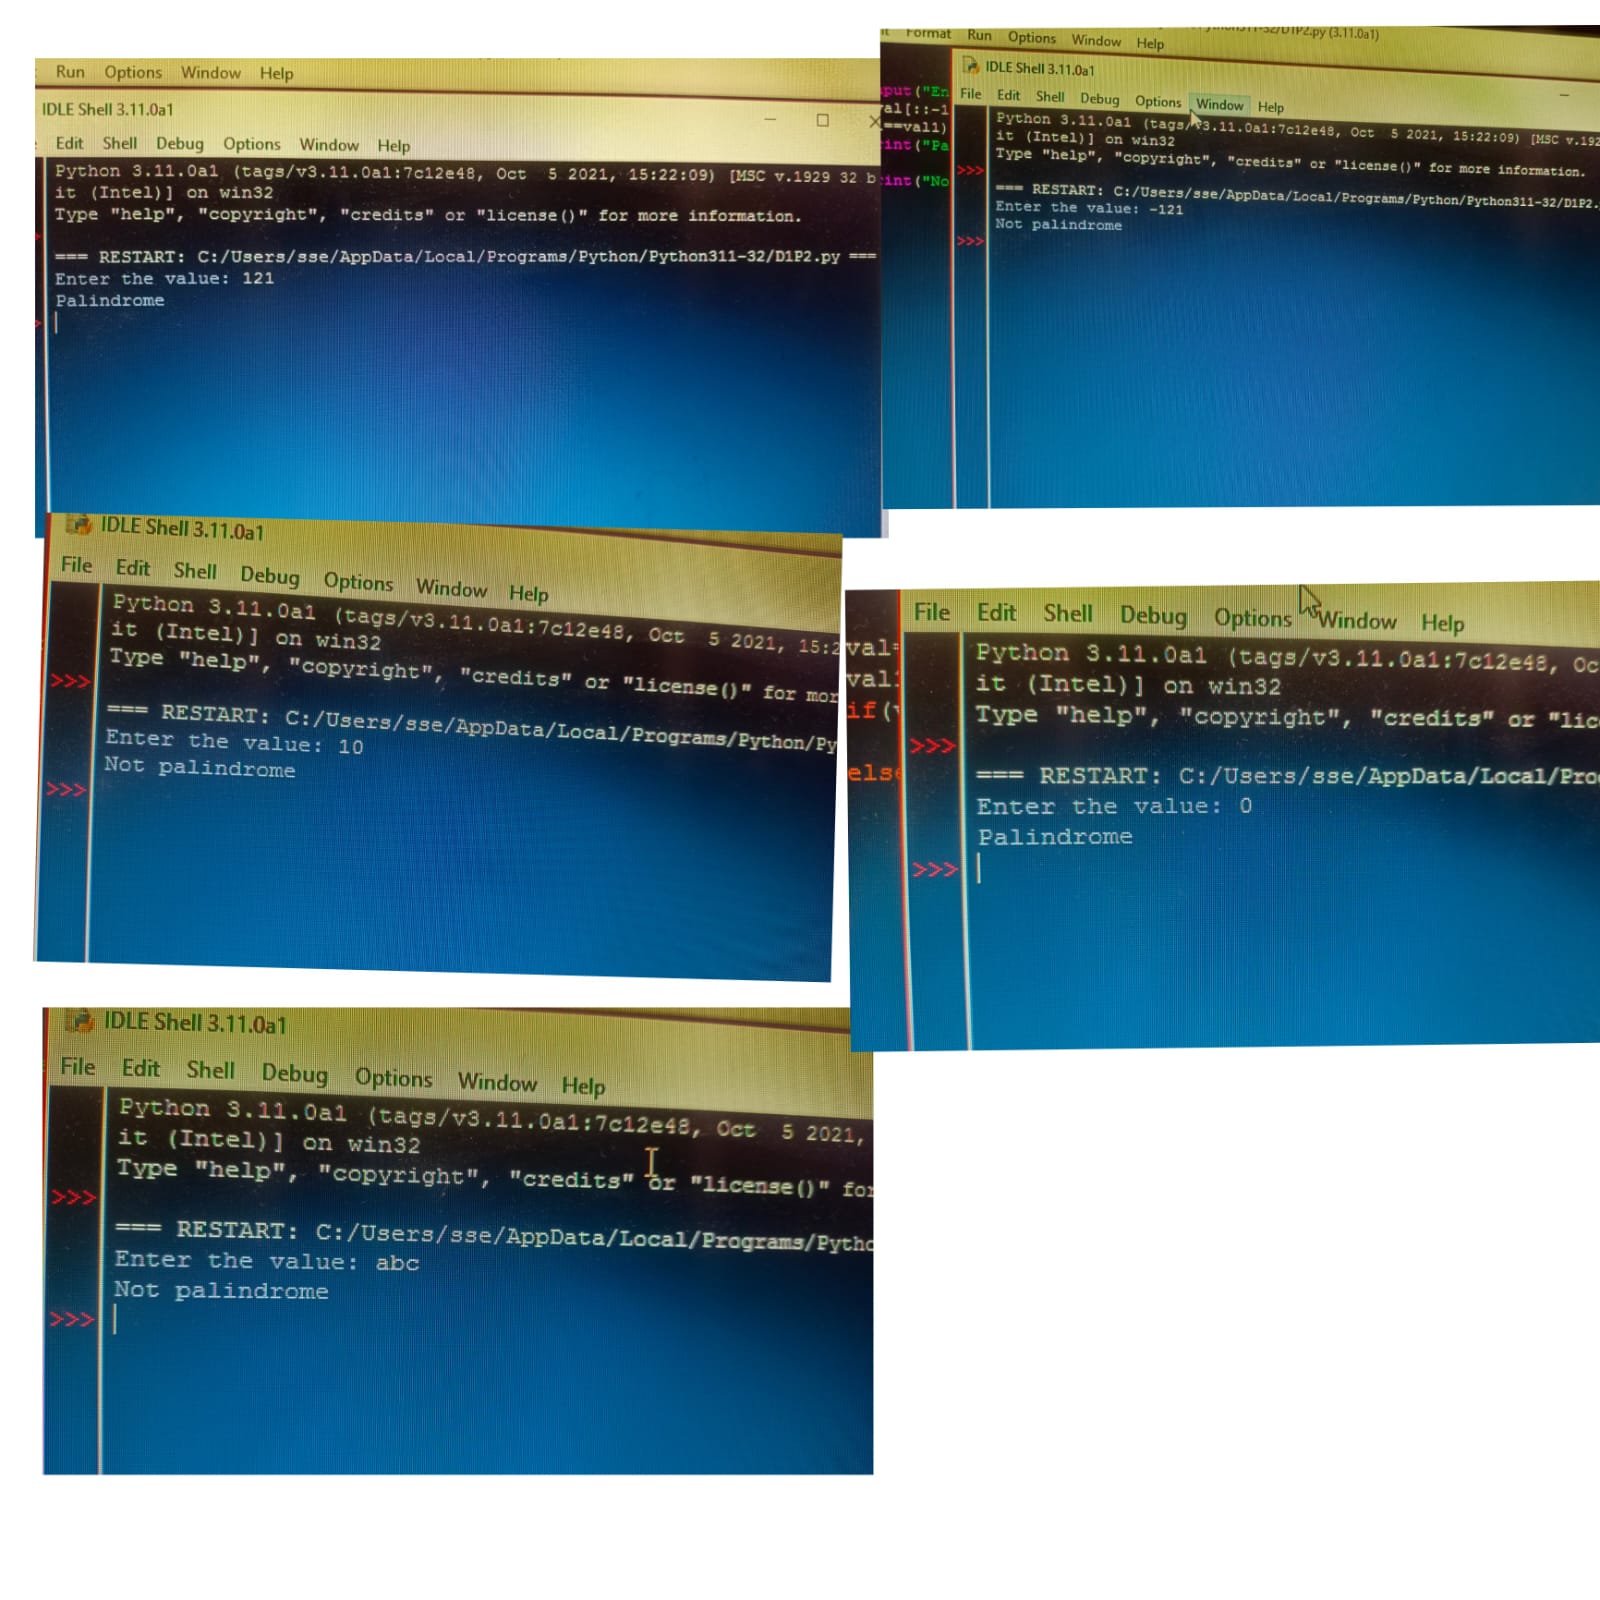 Run Options Window Help
IDLE Shell 3.11.0a1
Edit Shell Debug Options Window Help
Python 3.11.0a1 (tags/v3.11.0a1:7c12e48, Oct  5 2021, 15:22:09) [MSC v.1929 32 b
it (Intel)] on win32
Type "help", "copyright", "credits" or "license()" for more information.
=== RESTART: C:/Users/sse/AppData/Local/Programs/Python/Python311-32/D1P2.py ===
Enter the value: 121
Palindrome
Format Run Options Window Help
/D1P2.py (3.11.0a1)
put("En
al[::-1
==val1)
int("Pa
int("No
IDLE Shell 3.11.0a1
File Edit Shell Debug Options Window Help
Python 3.11.0a1 (tags/v3.11.0a1:7c12e48, Oct  5 2021, 15:22:09) [MSC v.192
it (Intel)] on win32
Type "help", "copyright", "credits" or "license()" for more information.
>>>
=== RESTART: C:/Users/sse/AppData/Local/Programs/Python/Python311-32/D1P2.
Enter the value: -121
Not palindrome
>>>
IDLE Shell 3.11.0a1
File Edit Shell Debug Options Window Help
Python 3.11.0a1 (tags/v3.11.0a1:7c12e48, Oct  5 2021, 15:2
it (Intel)] on win32
Type "help", "copyright", "credits" or "license()" for mor
>>>
=== RESTART: C:/Users/sse/AppData/Local/Programs/Python/Py
Enter the value: 10
Not palindrome
>>>
val=
val
if(
else
File Edit Shell Debug Options Window Help
Python 3.11.0a1 (tags/v3.11.0a1:7c12e48, Oc
it (Intel)] on win32
Type "help", "copyright", "credits" or "lic
>>>
=== RESTART: C:/Users/sse/AppData/Local/Pro
Enter the value: 0
Palindrome
>>>
IDLE Shell 3.11.0a1
File Edit Shell Debug Options Window Help
Python 3.11.0a1 (tags/v3.11.0a1:7c12e48, Oct  5 2021,
it (Intel)] on win32
Type "help", "copyright", "credits" or "license()" for
>>>
=== RESTART: C:/Users/sse/AppData/Local/Programs/Pytho
Enter the value: abc
Not palindrome
>>>